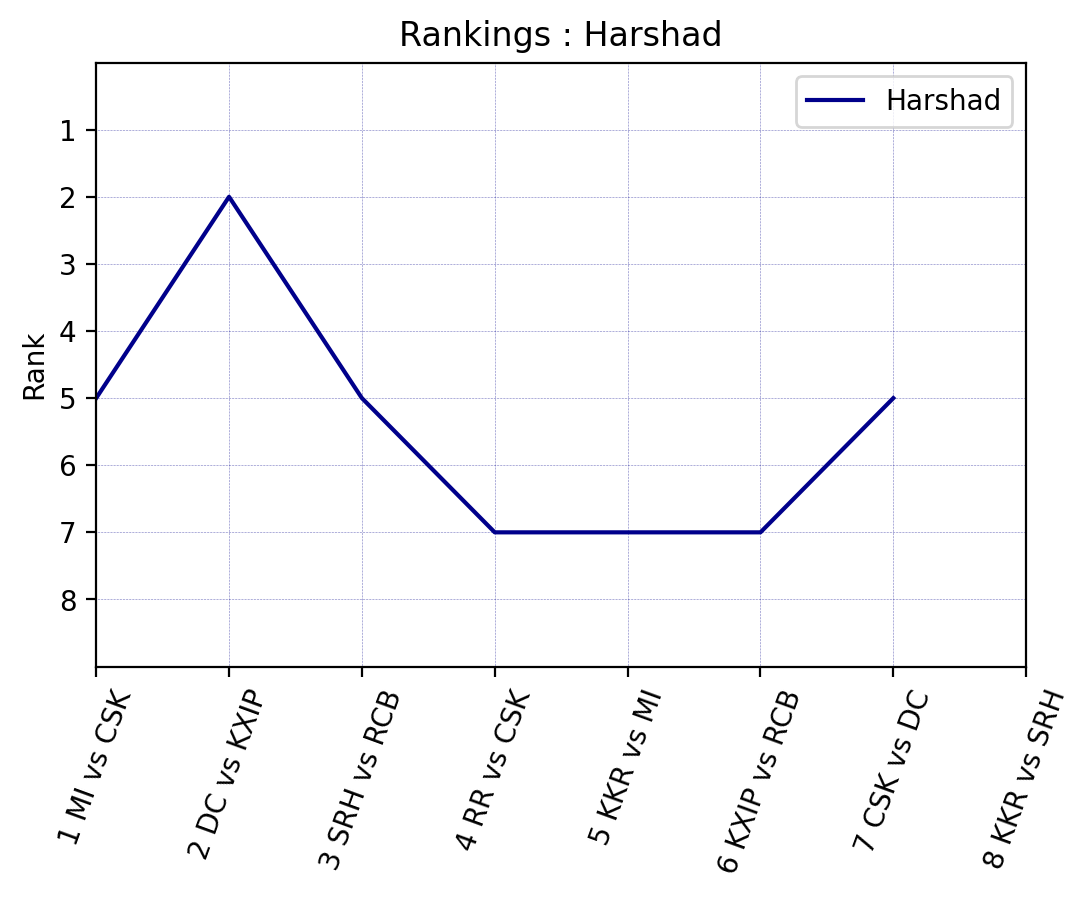 Rankings : Harshad
Harshad
Rank
1
2
3
4
5
6
7
8
1 MI vs CSK
2 DC vs KXIP
3 SRH vs RCB
4 RR vs CSK
5 KKR vs MI
6 KXIP vs RCB
7 CSK vs DC
8 KKR vs SRH